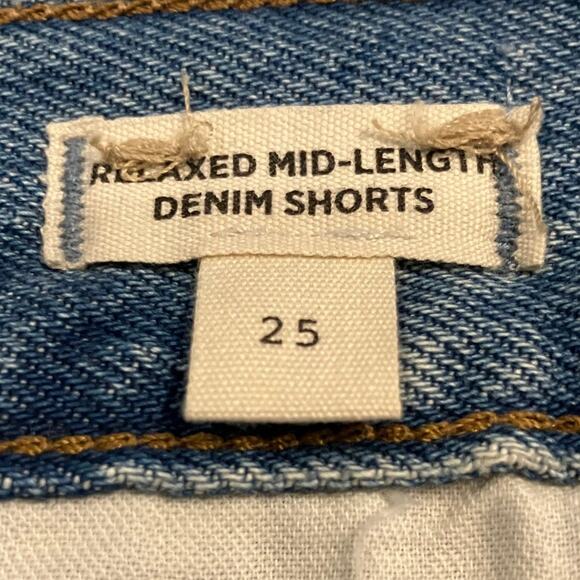 RELAXED MID-LENGTH
DENIM SHORTS
25